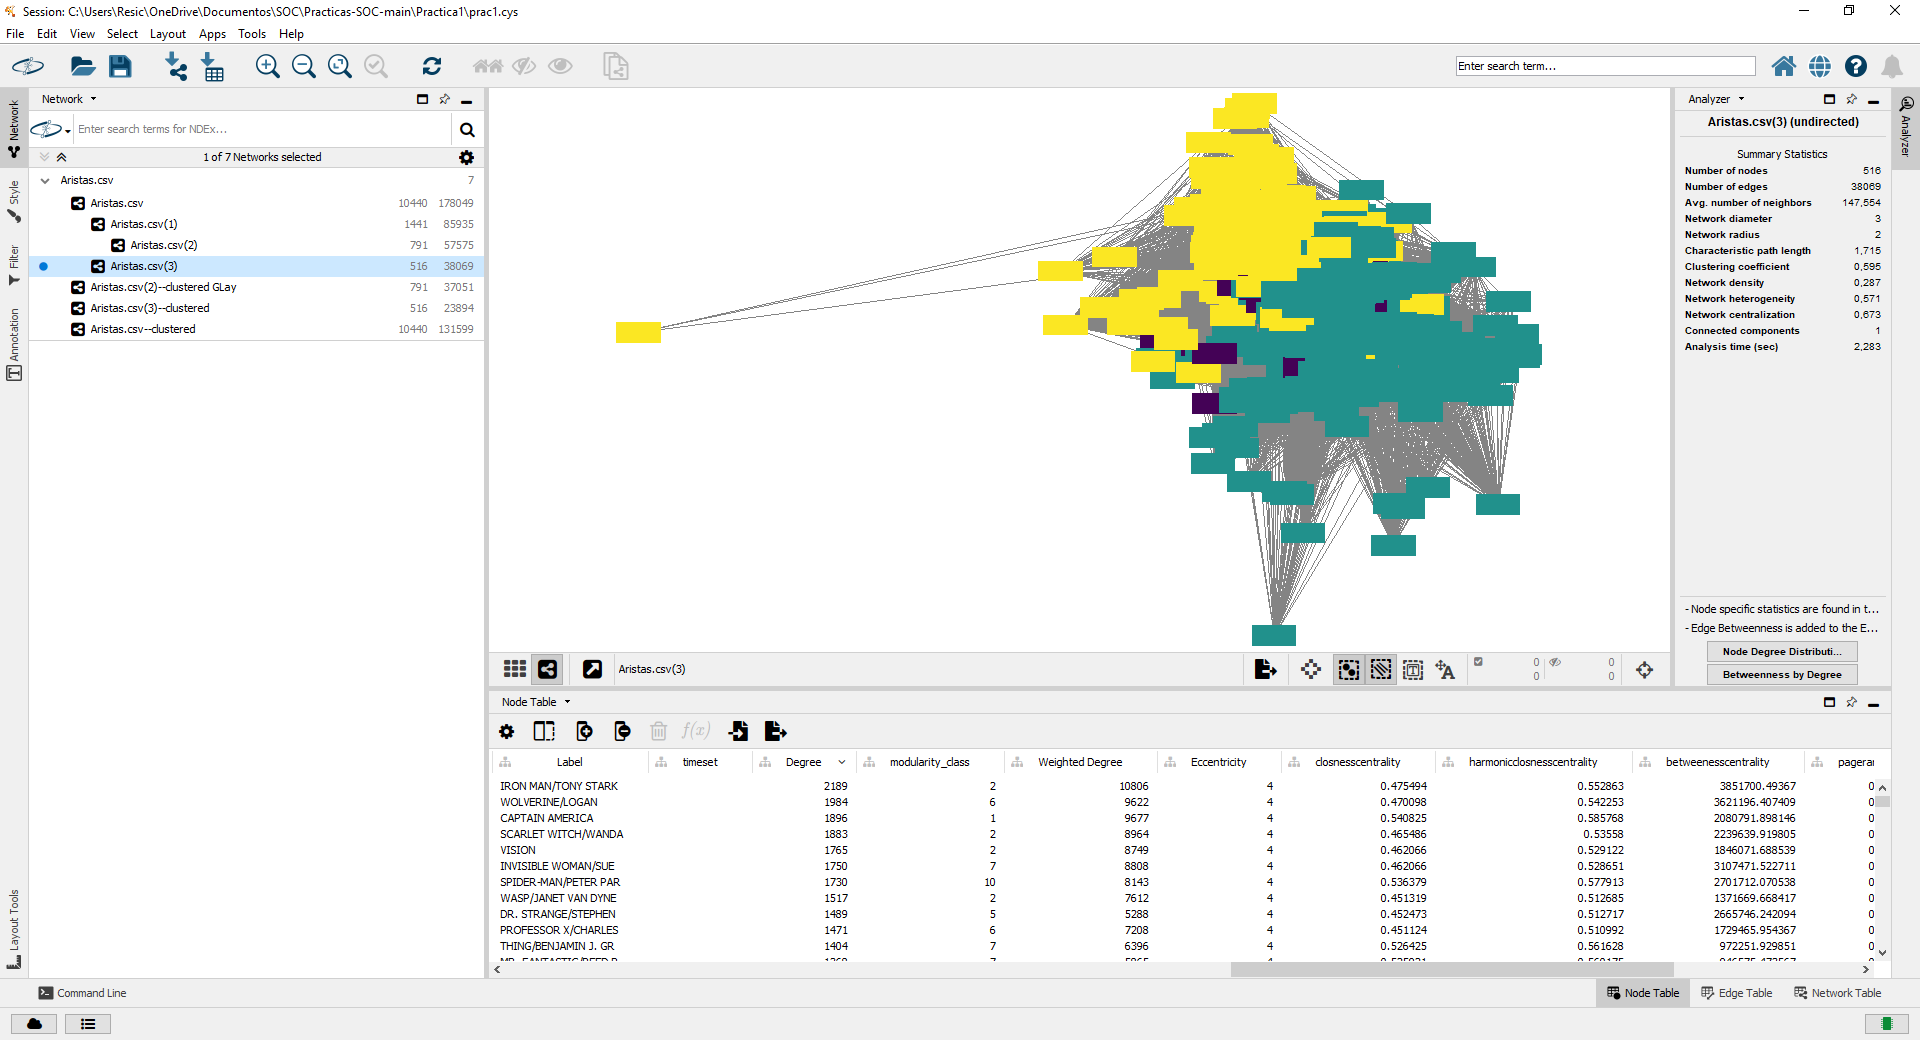 Session: C:\Users\Resic\OneDrive\Documentos\SOC\Practicas-SOC-main\Practica1\prac1.cys
File Edit View Select Layout Apps Tools Help
Enter search term...
Network
Style
Filter
Annotation
Layout Tools
Network
Enter search terms for NDEx...
1 of 7 Networks selected
Aristas.csv 7
Aristas.csv 10440 178049
Aristas.csv(1) 1441 85935
Aristas.csv(2) 791 57575
Aristas.csv(3) 516 38069
Aristas.csv(2)--clustered GLay 791 37051
Aristas.csv(3)--clustered 516 23894
Aristas.csv--clustered 10440 131599
Aristas.csv(3)
0 0
0 0
Analyzer
Analyzer
Aristas.csv(3) (undirected)
Summary Statistics
Number of nodes 516
Number of edges 38069
Avg. number of neighbors 147,554
Network diameter 3
Network radius 2
Characteristic path length 1,715
Clustering coefficient 0,595
Network density 0,287
Network heterogeneity 0,571
Network centralization 0,673
Connected components 1
Analysis time (sec) 2,283
- Node specific statistics are found in t...
- Edge Betweenness is added to the E...
Node Degree Distributi...
Betweenness by Degree
Node Table
f(x)
Label timeset Degree modularity_class Weighted Degree Eccentricity closnesscentrality harmonicclosnesscentrality betweenesscentrality pagerar
IRON MAN/TONY STARK 2189 2 10806 4 0.475494 0.552863 3851700.49367 0
WOLVERINE/LOGAN 1984 6 9622 4 0.470098 0.542253 3621196.407409 0
CAPTAIN AMERICA 1896 1 9677 4 0.540825 0.585768 2080791.898146 0
SCARLET WITCH/WANDA 1883 2 8964 4 0.465486 0.53558 2239639.919805 0
VISION 1765 2 8749 4 0.462066 0.529122 1846071.688539 0
INVISIBLE WOMAN/SUE 1750 7 8808 4 0.462066 0.528651 3107471.522711 0
SPIDER-MAN/PETER PAR 1730 10 8143 4 0.536379 0.577913 2701712.070538 0
WASP/JANET VAN DYNE 1517 2 7612 4 0.451319 0.512685 1371669.668417 0
DR. STRANGE/STEPHEN 1489 5 5288 4 0.452473 0.512717 2665746.242094 0
PROFESSOR X/CHARLES 1471 6 7208 4 0.451124 0.510992 1729465.954367 0
THING/BENJAMIN J. GR 1404 7 6396 4 0.526425 0.561628 972251.929851 0
Command Line
Node Table Edge Table Network Table